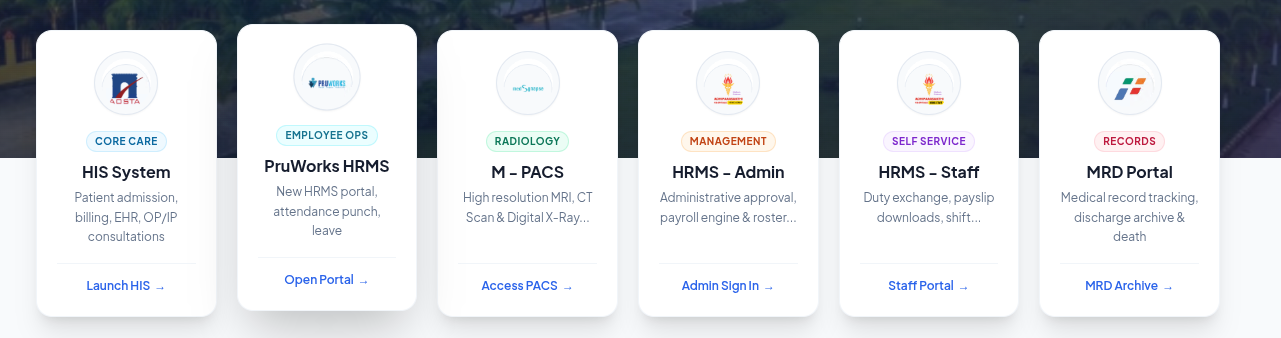 AOSTA
CORE CARE
HIS System
Patient admission,
billing, EHR, OP/IP
consultations
Launch HIS →
PRUWORKS
EMPLOYEE OPS
PruWorks HRMS
New HRMS portal,
attendance punch,
leave
Open Portal →
RADIOLOGY
M - PACS
High resolution MRI, CT
Scan & Digital X-Ray...
Access PACS →
MANAGEMENT
HRMS - Admin
Administrative approval,
payroll engine & roster...
Admin Sign In →
SELF SERVICE
HRMS - Staff
Duty exchange, payslip
downloads, shift...
Staff Portal →
RECORDS
MRD Portal
Medical record tracking,
discharge archive &
death
MRD Archive →